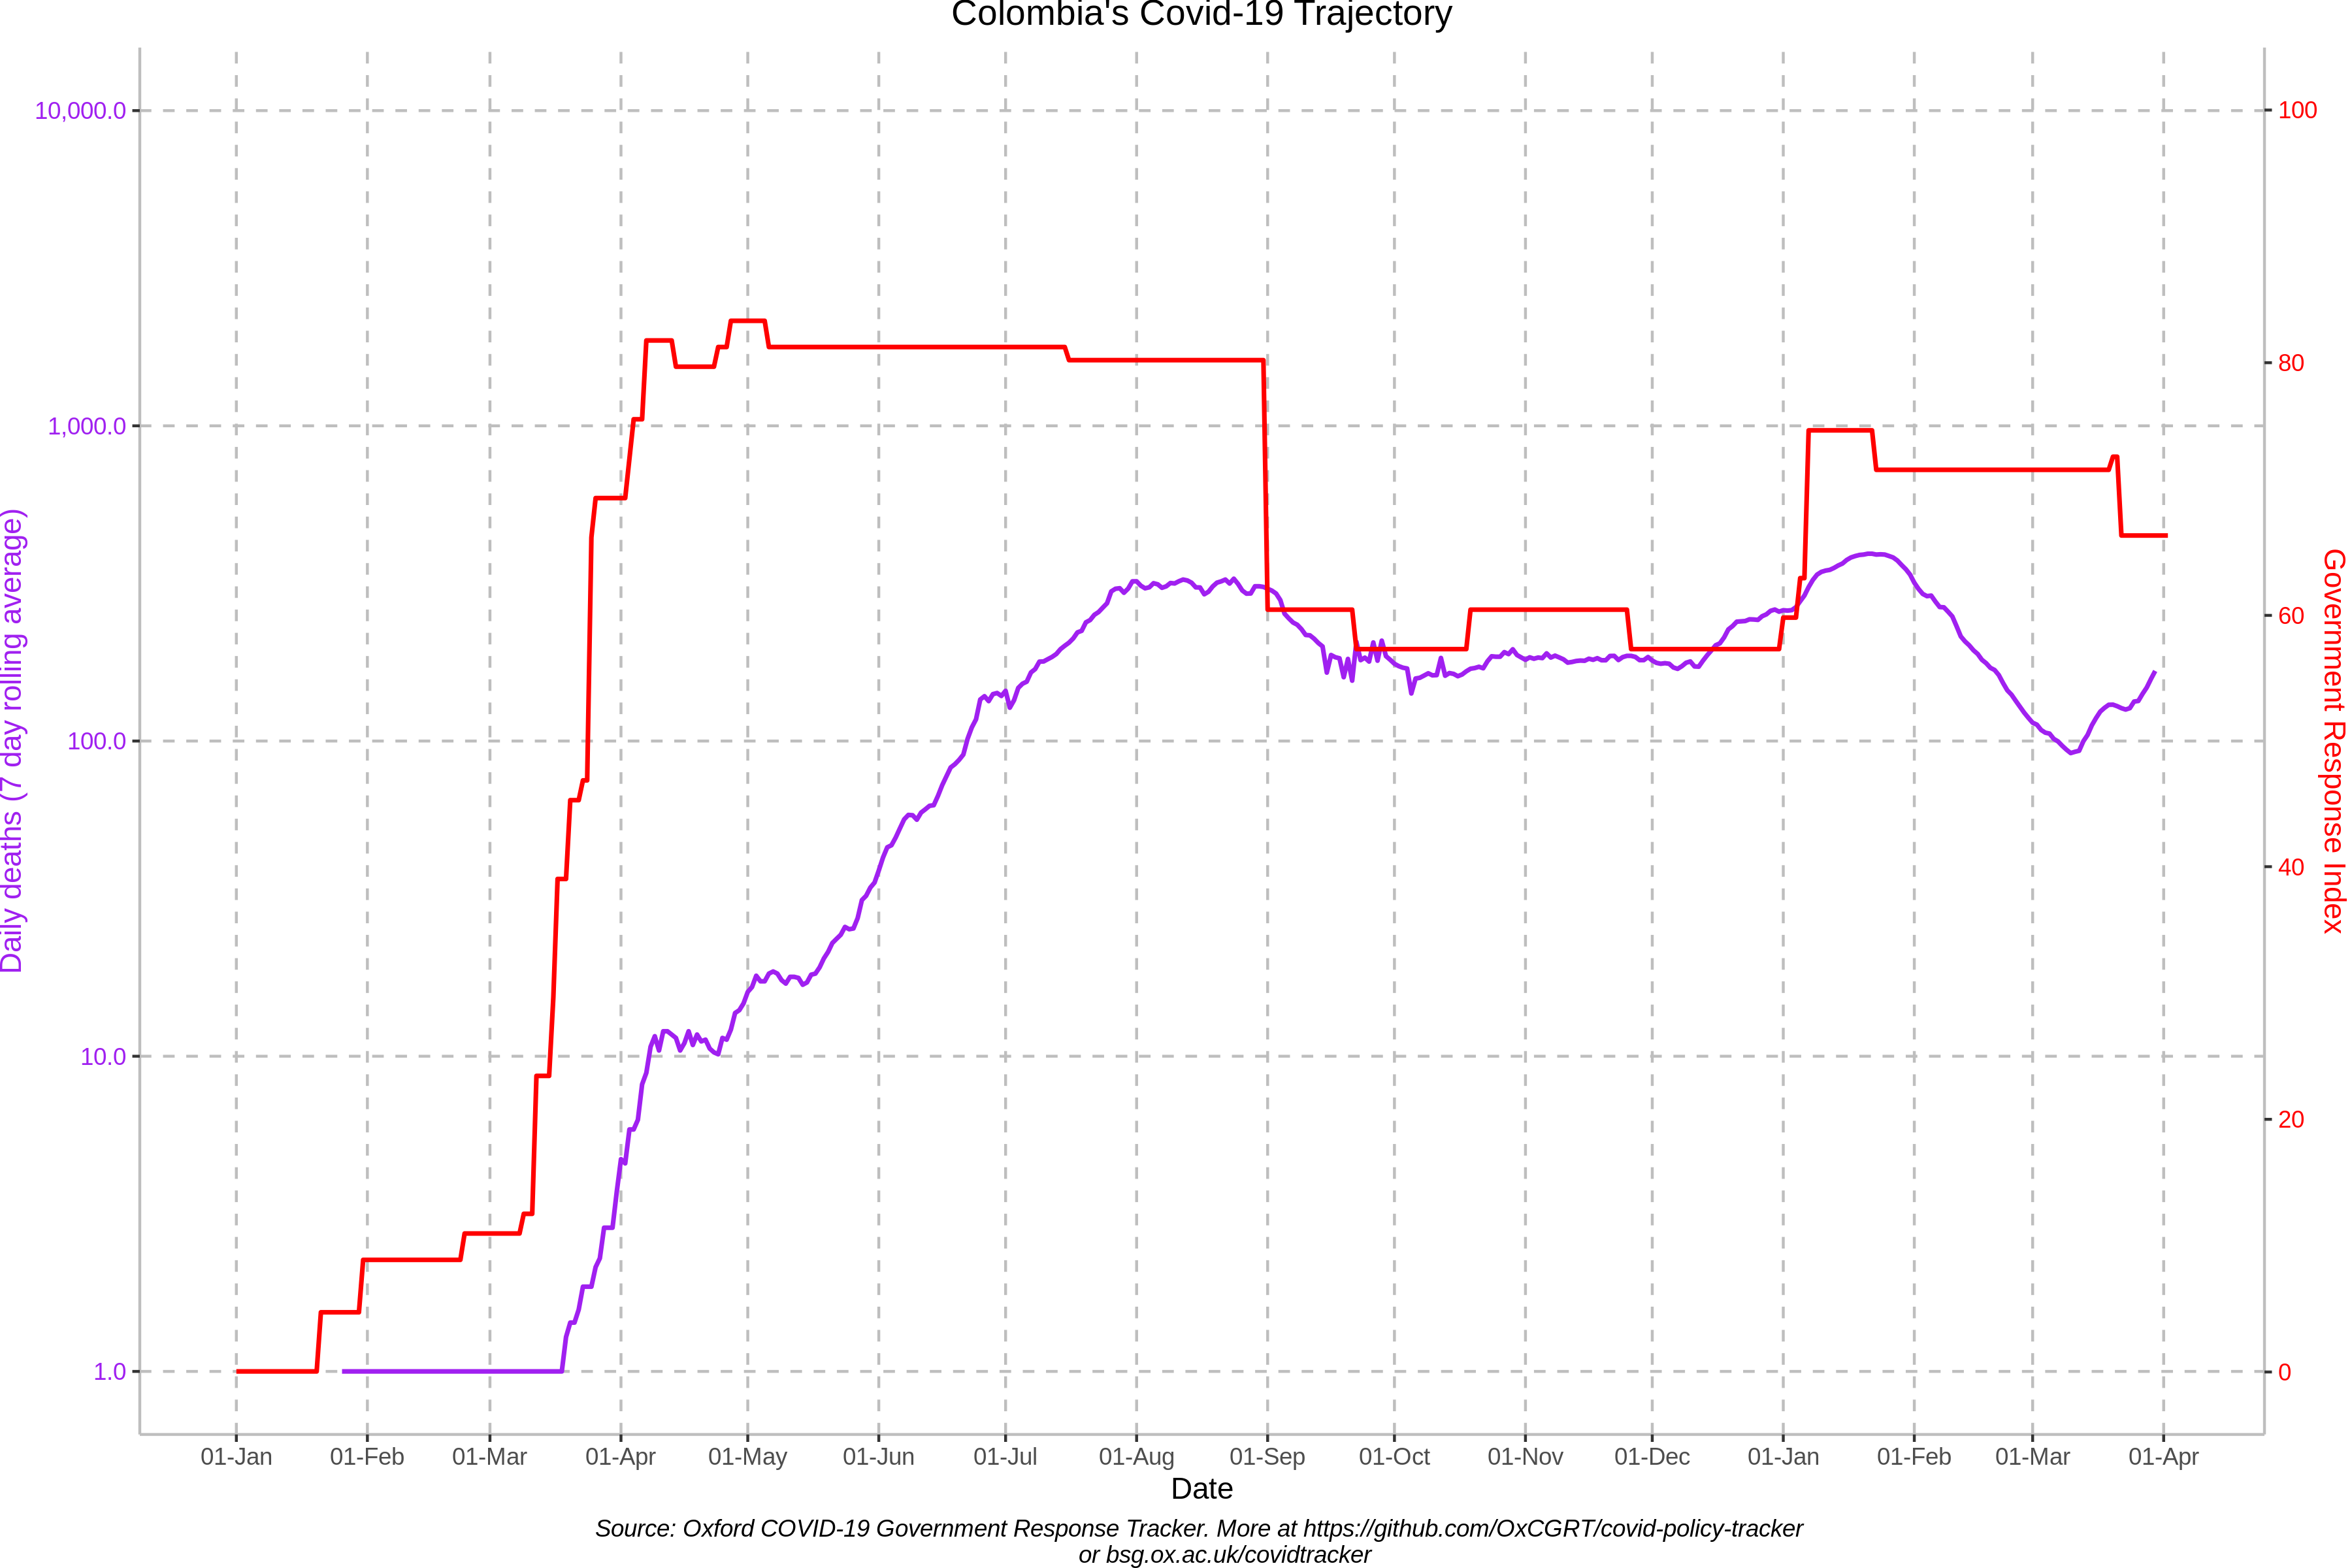 Colombia's Covid-19 Trajectory
10,000.0
1,000.0
100.0
10.0
1.0
Daily deaths (7 day rolling average)
100
80
60
40
20
0
Government Response Index
01-Jan 01-Feb 01-Mar 01-Apr 01-May 01-Jun 01-Jul 01-Aug 01-Sep 01-Oct 01-Nov 01-Dec 01-Jan 01-Feb 01-Mar 01-Apr
Date
Source: Oxford COVID-19 Government Response Tracker. More at https://github.com/OxCGRT/covid-policy-tracker
or bsg.ox.ac.uk/covidtracker